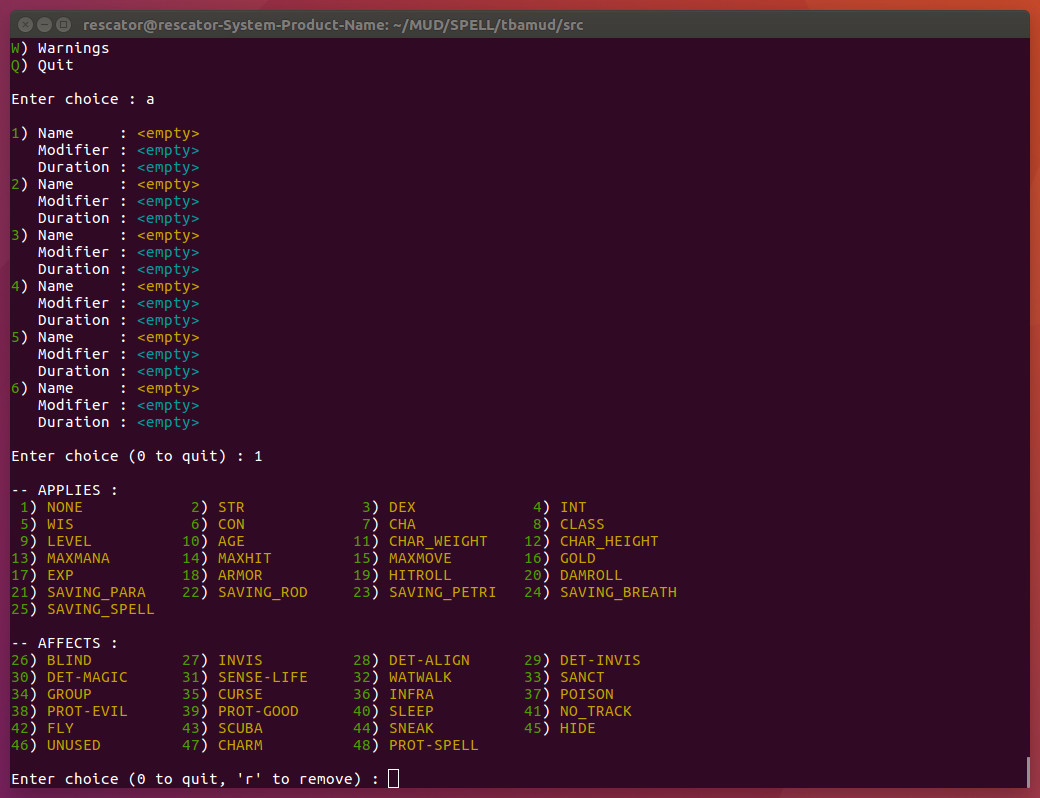 rescator@rescator-System-Product-Name: ~/MUD/SPELL/tbamud/src
W) Warnings
Q) Quit
Enter choice : a
1) Name     : <empty>
   Modifier : <empty>
   Duration : <empty>
2) Name     : <empty>
   Modifier : <empty>
   Duration : <empty>
3) Name     : <empty>
   Modifier : <empty>
   Duration : <empty>
4) Name     : <empty>
   Modifier : <empty>
   Duration : <empty>
5) Name     : <empty>
   Modifier : <empty>
   Duration : <empty>
6) Name     : <empty>
   Modifier : <empty>
   Duration : <empty>
Enter choice (0 to quit) : 1
-- APPLIES :
 1) NONE            2) STR             3) DEX             4) INT
 5) WIS             6) CON             7) CHA             8) CLASS
 9) LEVEL          10) AGE            11) CHAR_WEIGHT    12) CHAR_HEIGHT
13) MAXMANA        14) MAXHIT         15) MAXMOVE        16) GOLD
17) EXP            18) ARMOR          19) HITROLL        20) DAMROLL
21) SAVING_PARA    22) SAVING_ROD     23) SAVING_PETRI   24) SAVING_BREATH
25) SAVING_SPELL
-- AFFECTS :
26) BLIND          27) INVIS          28) DET-ALIGN      29) DET-INVIS
30) DET-MAGIC      31) SENSE-LIFE     32) WATWALK        33) SANCT
34) GROUP          35) CURSE          36) INFRA          37) POISON
38) PROT-EVIL      39) PROT-GOOD      40) SLEEP          41) NO_TRACK
42) FLY            43) SCUBA          44) SNEAK          45) HIDE
46) UNUSED         47) CHARM          48) PROT-SPELL
Enter choice (0 to quit, 'r' to remove) :